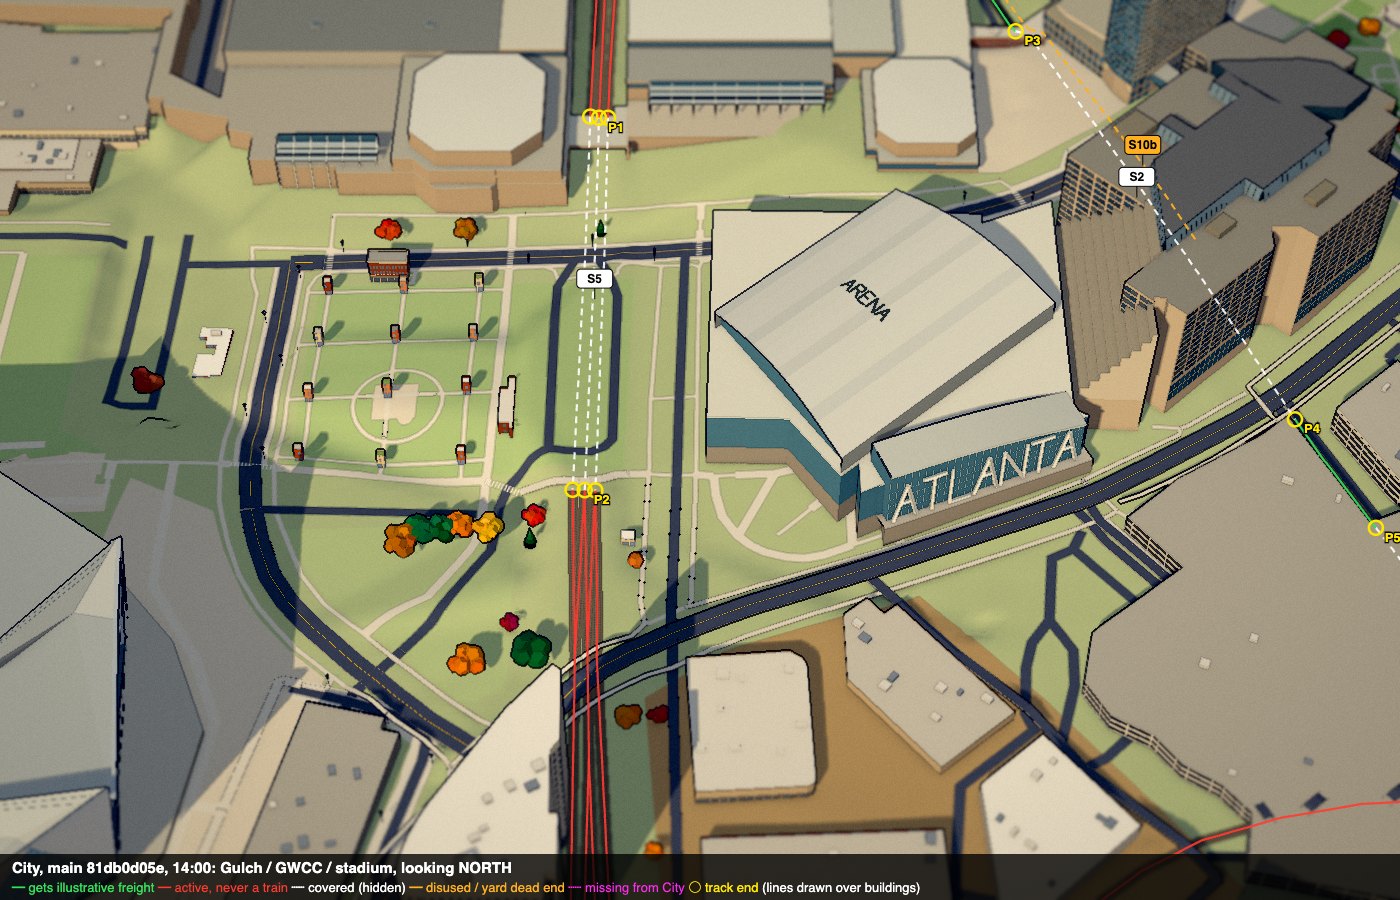 P3
P1
S10b
S2
S5
ARENA
P4
ATLANTA
P2
P5
City, main 81db0d05e, 14:00: Gulch / GWCC / stadium, looking NORTH
gets illustrative freight active, never a train covered (hidden) disused / yard dead end missing from City track end (lines drawn over buildings)